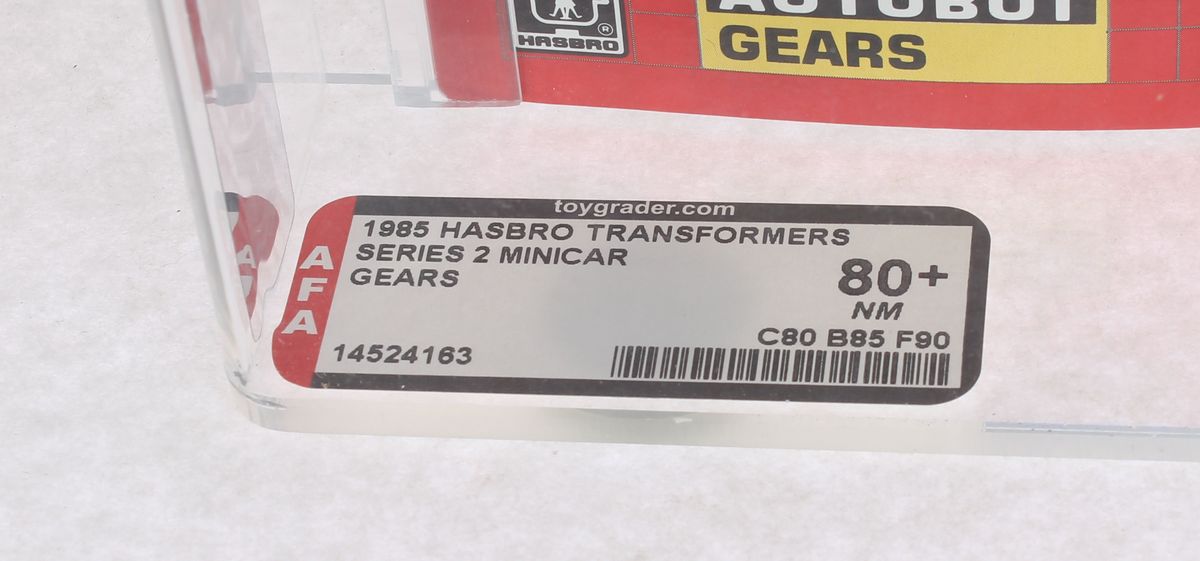 HASBRO
®
AUTOBOT
GEARS
toygrader.com
1985 HASBRO TRANSFORMERS
SERIES 2 MINICAR
GEARS
AFA
80+
NM
C80 B85 F90
14524163